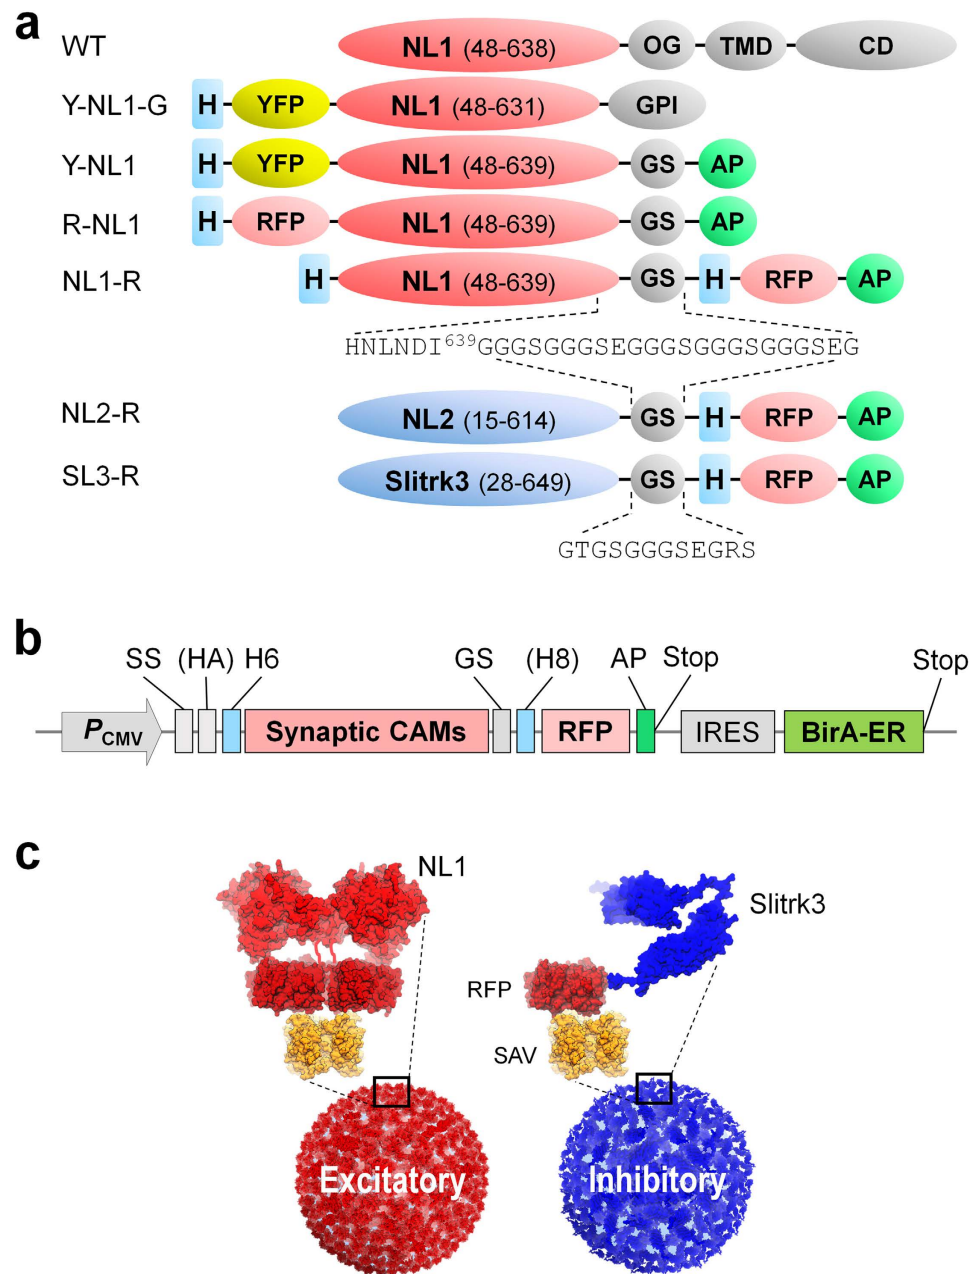 a
WT NL1 (48-638) OG TMD CD
Y-NL1-G H YFP NL1 (48-631) GPI
Y-NL1 H YFP NL1 (48-639) GS AP
R-NL1 H RFP NL1 (48-639) GS AP
NL1-R H NL1 (48-639) GS H RFP AP
HNLNDI⁶³⁹GGGSGGGSEGGGSGGGSGGGSEG
NL2-R NL2 (15-614) GS H RFP AP
SL3-R Slitrk3 (28-649) GS H RFP AP
GTGSGGGSEGRS
b
SS (HA) H6 GS (H8) AP Stop Stop
P CMV Synaptic CAMs RFP IRES BirA-ER
c
NL1 Slitrk3
RFP
SAV
Excitatory Inhibitory